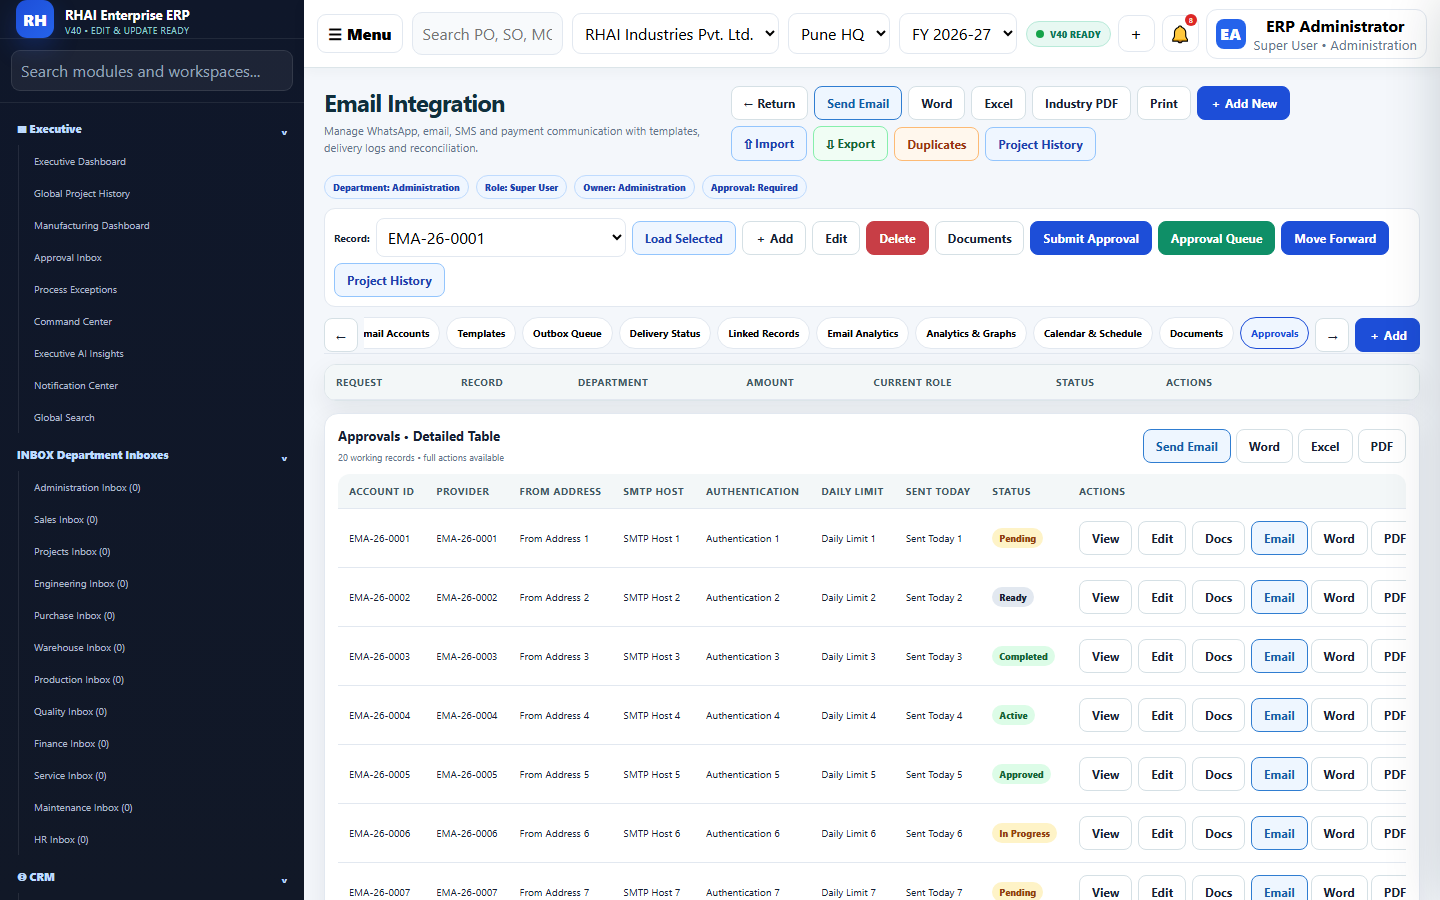 RH
RHAI Enterprise ERP
V40 • EDIT & UPDATE READY
Search modules and workspaces...
Executive
Executive Dashboard
Global Project History
Manufacturing Dashboard
Approval Inbox
Process Exceptions
Command Center
Executive AI Insights
Notification Center
Global Search
INBOX Department Inboxes
Administration Inbox (0)
Sales Inbox (0)
Projects Inbox (0)
Engineering Inbox (0)
Purchase Inbox (0)
Warehouse Inbox (0)
Production Inbox (0)
Quality Inbox (0)
Finance Inbox (0)
Service Inbox (0)
Maintenance Inbox (0)
HR Inbox (0)
CRM
☰ Menu
Search PO, SO, MC
RHAI Industries Pvt. Ltd.
Pune HQ
FY 2026-27
V40 READY
+
8
EA
ERP Administrator
Super User • Administration
Email Integration
Manage WhatsApp, email, SMS and payment communication with templates,
delivery logs and reconciliation.
← Return
Send Email
Word
Excel
Industry PDF
Print
+ Add New
⇧ Import
⇩ Export
Duplicates
Project History
Department: Administration
Role: Super User
Owner: Administration
Approval: Required
Record:
EMA-26-0001
Load Selected
+ Add
Edit
Delete
Documents
Submit Approval
Approval Queue
Move Forward
Project History
←
mail Accounts
Templates
Outbox Queue
Delivery Status
Linked Records
Email Analytics
Analytics & Graphs
Calendar & Schedule
Documents
Approvals
→
+ Add
REQUEST RECORD DEPARTMENT AMOUNT CURRENT ROLE STATUS ACTIONS
Approvals • Detailed Table
20 working records • full actions available
Send Email
Word
Excel
PDF
ACCOUNT ID PROVIDER FROM ADDRESS SMTP HOST AUTHENTICATION DAILY LIMIT SENT TODAY STATUS ACTIONS
EMA-26-0001 EMA-26-0001 From Address 1 SMTP Host 1 Authentication 1 Daily Limit 1 Sent Today 1 Pending View Edit Docs Email Word PDF
EMA-26-0002 EMA-26-0002 From Address 2 SMTP Host 2 Authentication 2 Daily Limit 2 Sent Today 2 Ready View Edit Docs Email Word PDF
EMA-26-0003 EMA-26-0003 From Address 3 SMTP Host 3 Authentication 3 Daily Limit 3 Sent Today 3 Completed View Edit Docs Email Word PDF
EMA-26-0004 EMA-26-0004 From Address 4 SMTP Host 4 Authentication 4 Daily Limit 4 Sent Today 4 Active View Edit Docs Email Word PDF
EMA-26-0005 EMA-26-0005 From Address 5 SMTP Host 5 Authentication 5 Daily Limit 5 Sent Today 5 Approved View Edit Docs Email Word PDF
EMA-26-0006 EMA-26-0006 From Address 6 SMTP Host 6 Authentication 6 Daily Limit 6 Sent Today 6 In Progress View Edit Docs Email Word PDF
EMA-26-0007 EMA-26-0007 From Address 7 SMTP Host 7 Authentication 7 Daily Limit 7 Sent Today 7 Pending View Edit Docs Email Word PDF